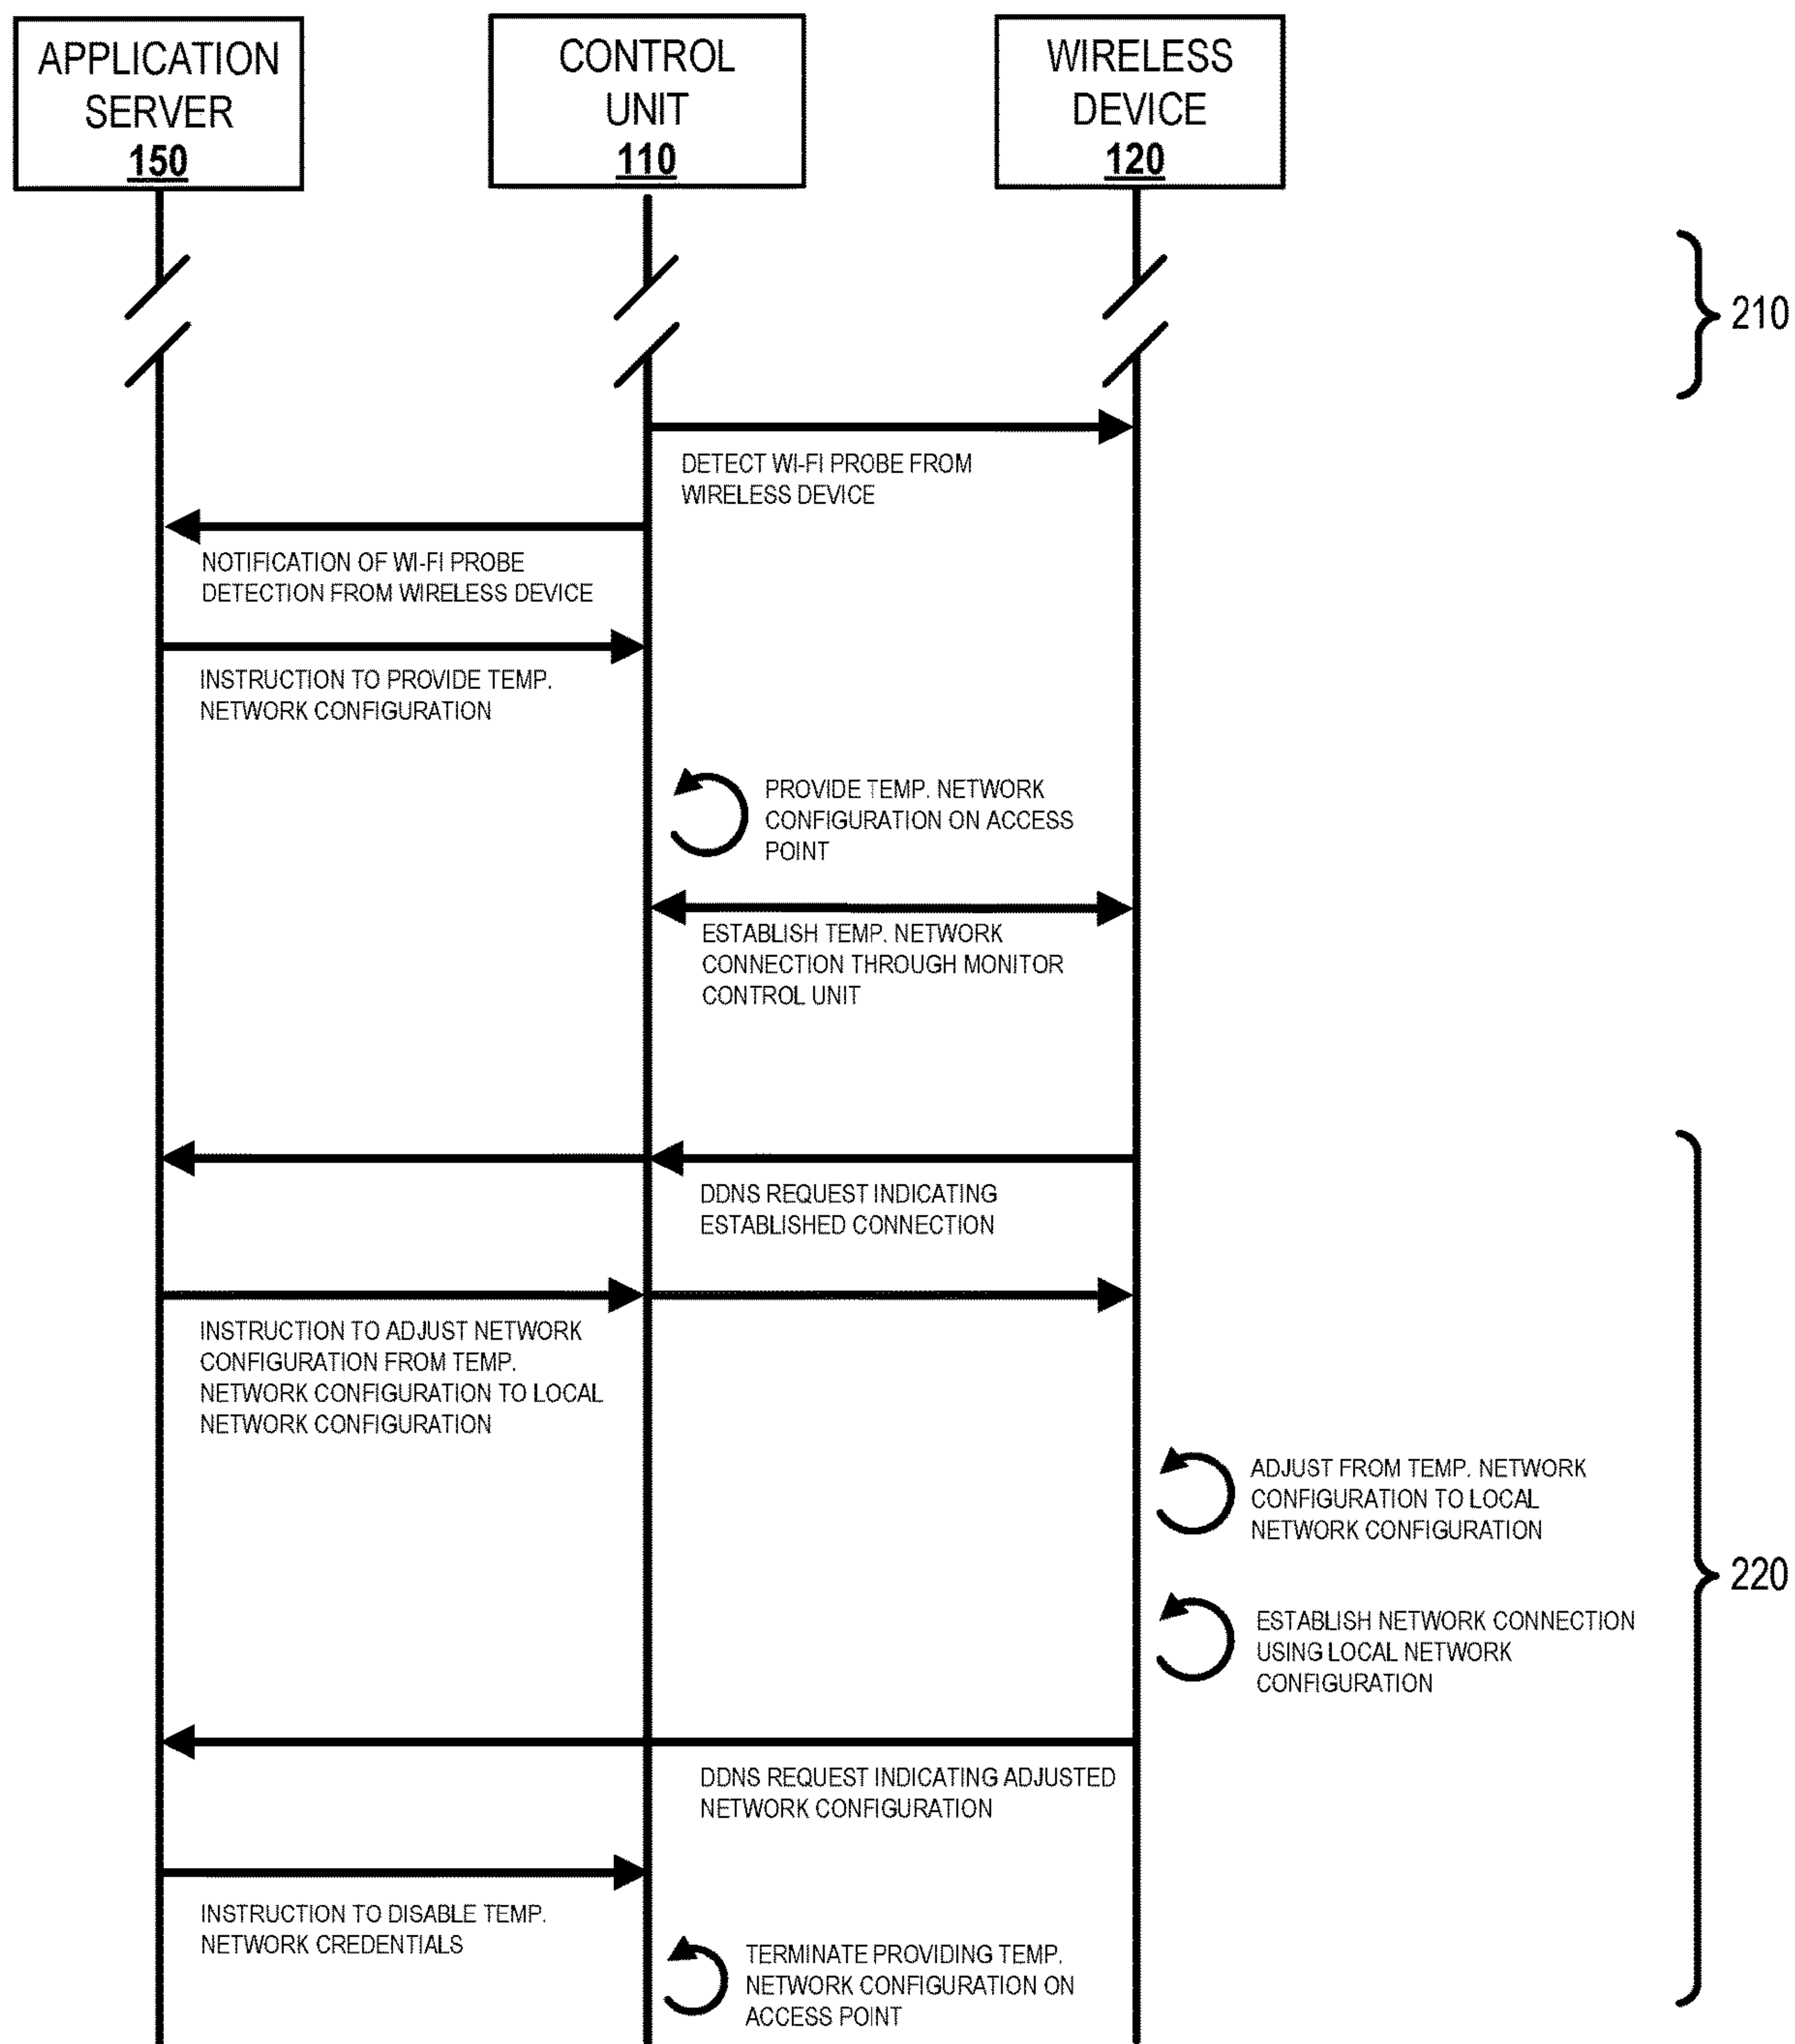 APPLICATION
SERVER
150
CONTROL
UNIT
110
WIRELESS
DEVICE
120
210
DETECT WI-FI PROBE FROM
WIRELESS DEVICE
NOTIFICATION OF WI-FI PROBE
DETECTION FROM WIRELESS DEVICE
INSTRUCTION TO PROVIDE TEMP.
NETWORK CONFIGURATION
PROVIDE TEMP. NETWORK
CONFIGURATION ON ACCESS
POINT
ESTABLISH TEMP. NETWORK
CONNECTION THROUGH MONITOR
CONTROL UNIT
DDNS REQUEST INDICATING
ESTABLISHED CONNECTION
INSTRUCTION TO ADJUST NETWORK
CONFIGURATION FROM TEMP.
NETWORK CONFIGURATION TO LOCAL
NETWORK CONFIGURATION
ADJUST FROM TEMP. NETWORK
CONFIGURATION TO LOCAL
NETWORK CONFIGURATION
220
ESTABLISH NETWORK CONNECTION
USING LOCAL NETWORK
CONFIGURATION
DDNS REQUEST INDICATING ADJUSTED
NETWORK CONFIGURATION
INSTRUCTION TO DISABLE TEMP.
NETWORK CREDENTIALS
TERMINATE PROVIDING TEMP.
NETWORK CONFIGURATION ON
ACCESS POINT